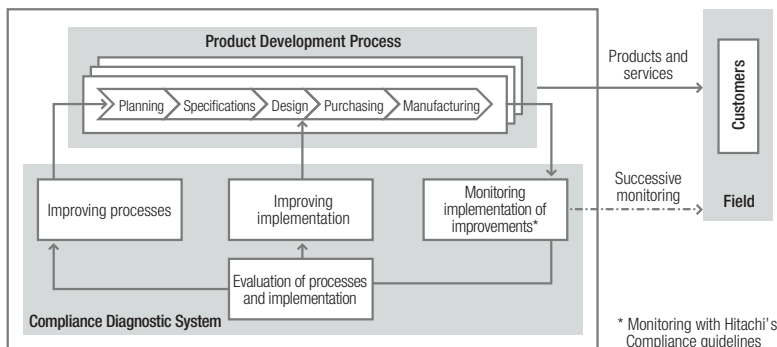 Product Development Process
Planning
Specifications
Design
Purchasing
Manufacturing
Products and
services
Customers
Improving processes
Improving
implementation
Monitoring
implementation of
improvements*
Successive
monitoring
Field
Evaluation of processes
and implementation
Compliance Diagnostic System
* Monitoring with Hitachi's
Compliance guidelines